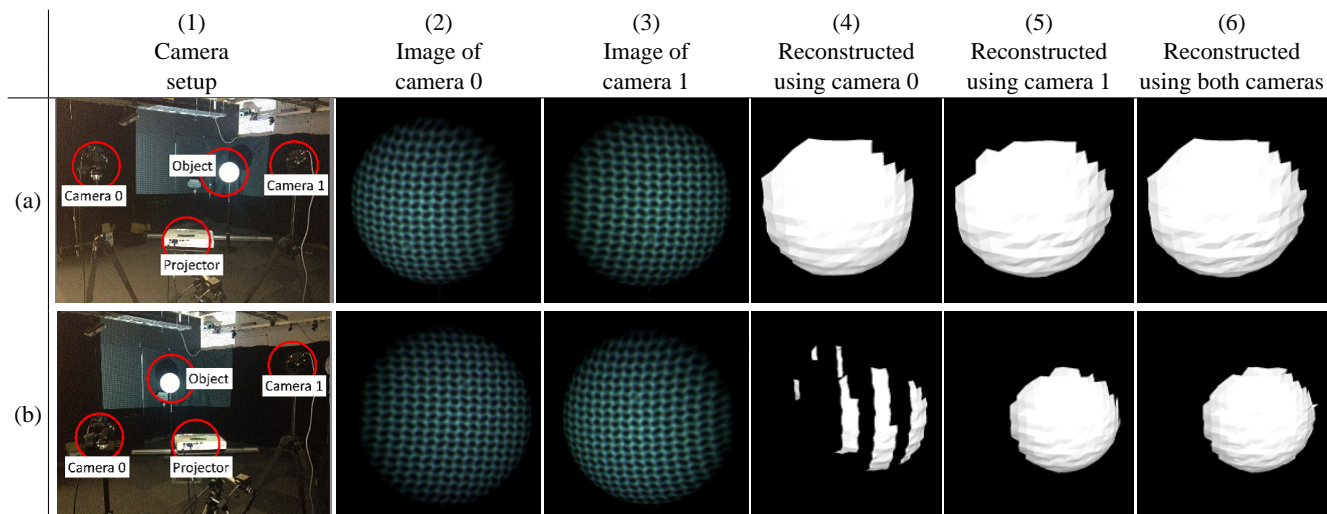 (1) (2) (3) (4) (5) (6)
Camera Image of Image of Reconstructed Reconstructed Reconstructed
setup camera 0 camera 1 using camera 0 using camera 1 using both cameras
(a)
Object
Camera 0
Camera 1
Projector
(b)
Object
Camera 1
Camera 0
Projector